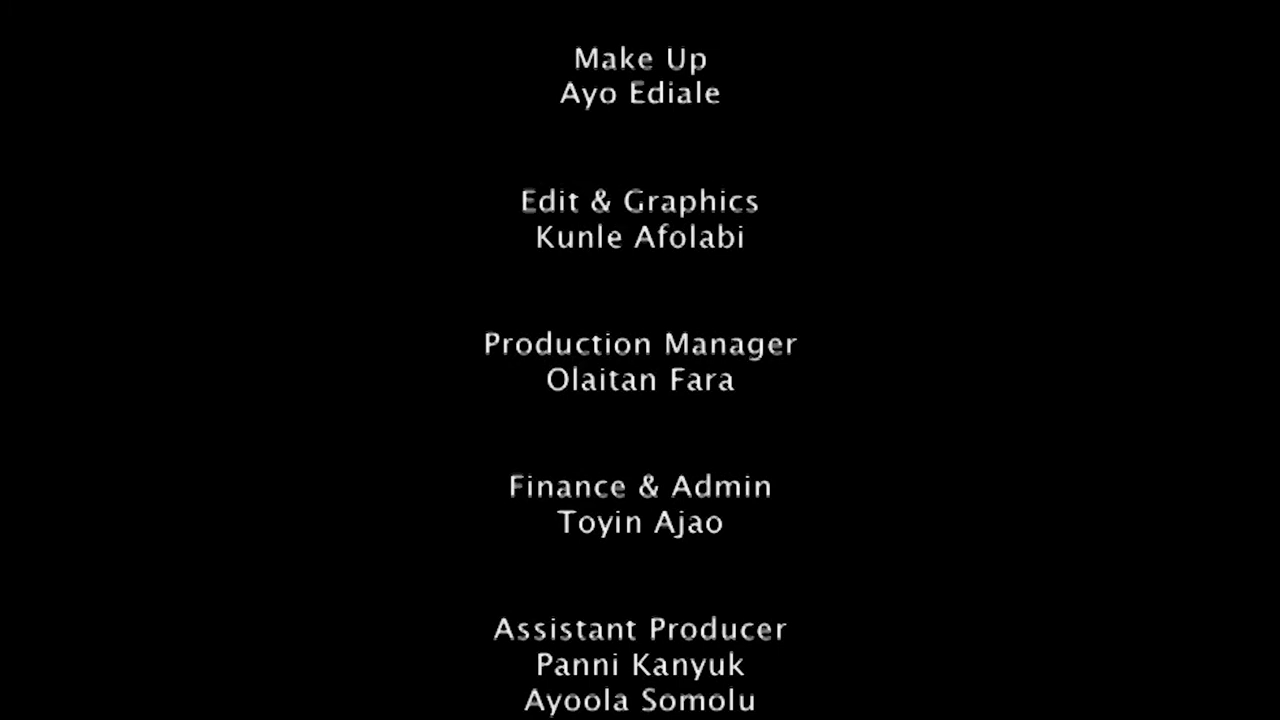 Make Up
Ayo Ediale
Edit & Graphics
Kunle Afolabi
Production Manager
Olaitan Fara
Finance & Admin
Toyin Ajao
Assistant Producer
Panni Kanyuk
Ayoola Somolu